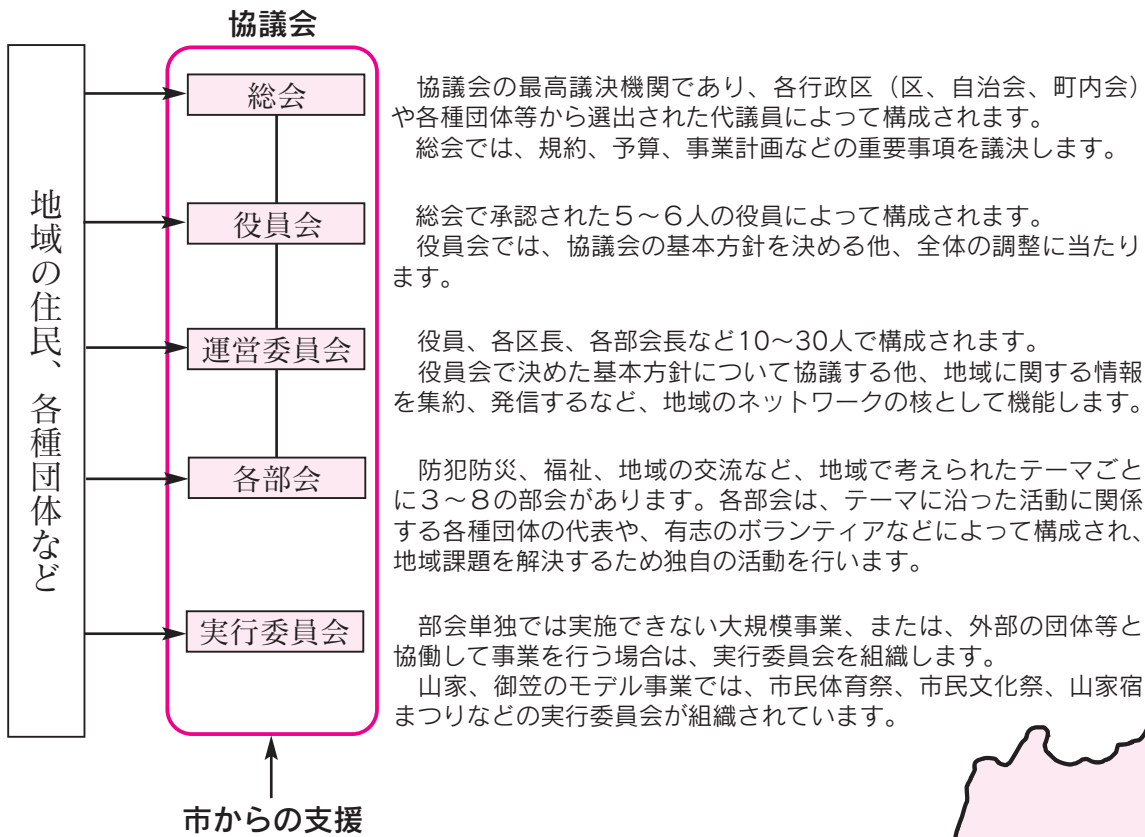 協議会
地域の住民、各種団体など
総会
協議会の最高議決機関であり、各行政区（区、自治会、町内会）
や各種団体等から選出された代議員によって構成されます。
総会では、規約、予算、事業計画などの重要事項を議決します。
役員会
総会で承認された５～６人の役員によって構成されます。
役員会では、協議会の基本方針を決める他、全体の調整に当たり
ます。
運営委員会
役員、各区長、各部会長など10～30人で構成されます。
役員会で決めた基本方針について協議する他、地域に関する情報
を集約、発信するなど、地域のネットワークの核として機能します。
各部会
防犯防災、福祉、地域の交流など、地域で考えられたテーマごと
に３～８の部会があります。各部会は、テーマに沿った活動に関係
する各種団体の代表や、有志のボランティアなどによって構成され、
地域課題を解決するため独自の活動を行います。
実行委員会
部会単独では実施できない大規模事業、または、外部の団体等と
協働して事業を行う場合は、実行委員会を組織します。
山家、御笠のモデル事業では、市民体育祭、市民文化祭、山家宿
まつりなどの実行委員会が組織されています。
市からの支援